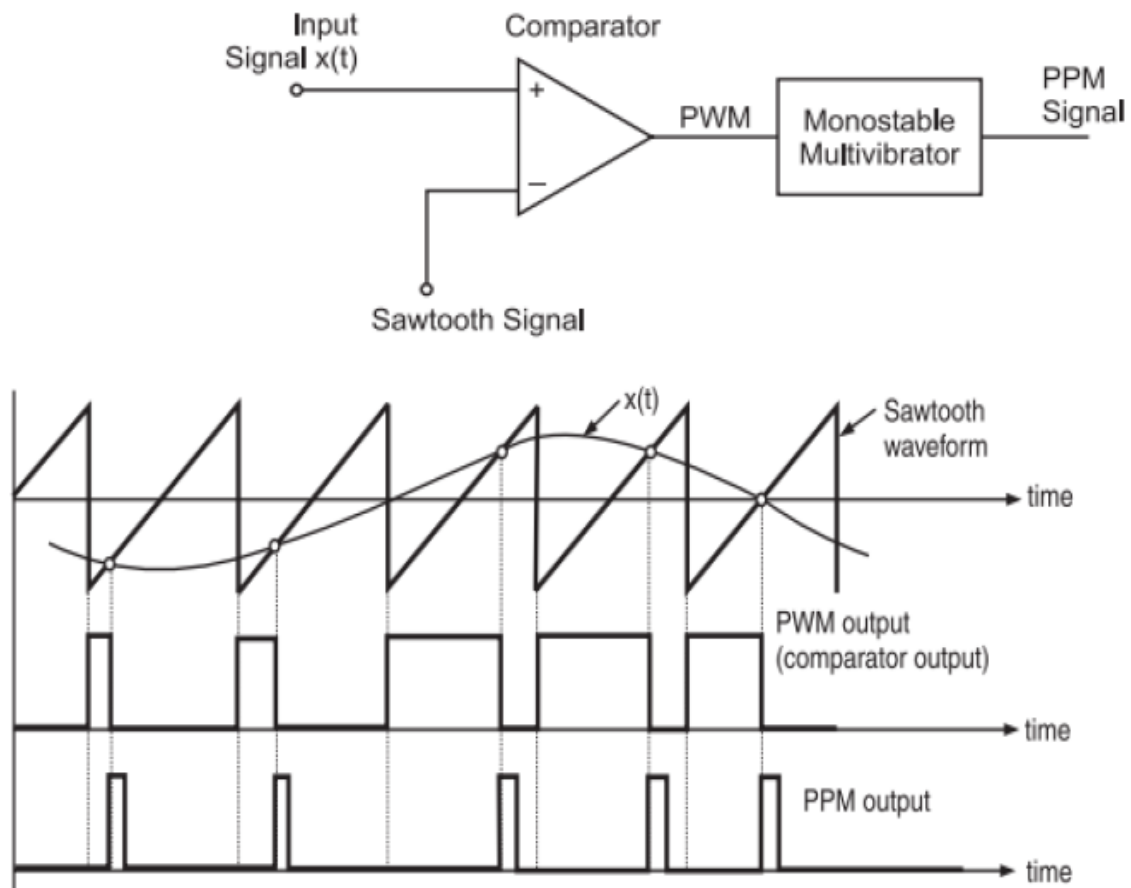 Input
Signal x(t)
Comparator
+
−
PWM
Monostable
Multivibrator
PPM
Signal
Sawtooth Signal
x(t)
Sawtooth
waveform
time
PWM output
(comparator output)
time
PPM output
time